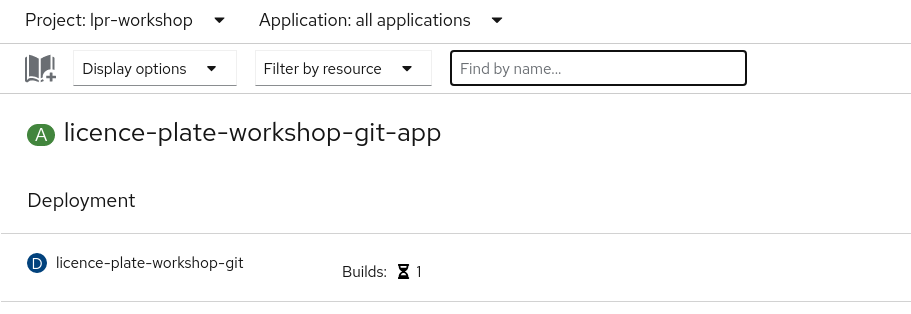 Project: lpr-workshop Application: all applications
Display options Filter by resource Find by name...
A licence-plate-workshop-git-app
Deployment
D licence-plate-workshop-git Builds: 1